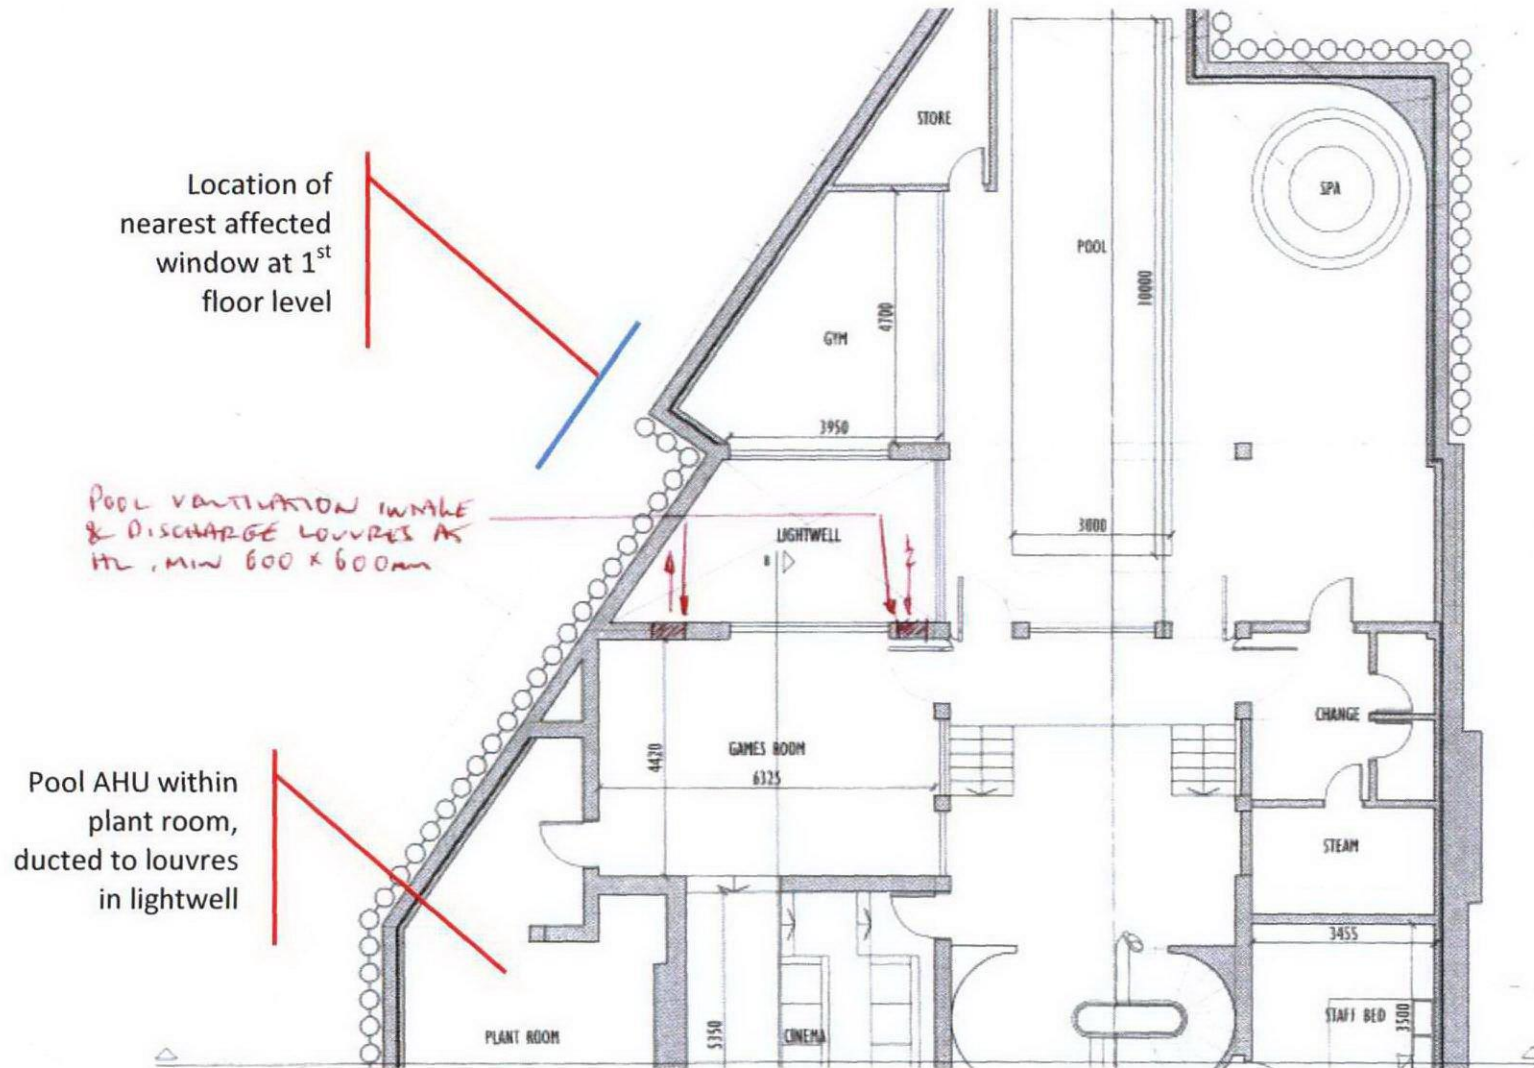 Location of
nearest affected
window at 1st
floor level
STORE
SPA
POOL
10000
4700
GYM
3950
POOL VENTILATION INTAKE
& DISCHARGE LOUVRES AS
HL, MIN 600 x 600mm
LIGHTWELL
B
3000
CHANGE
4420
GAMES ROOM
6325
Pool AHU within
plant room,
ducted to louvres
in lightwell
STEAM
3455
PLANT ROOM
5350
CINEMA
STAFF BED
3500